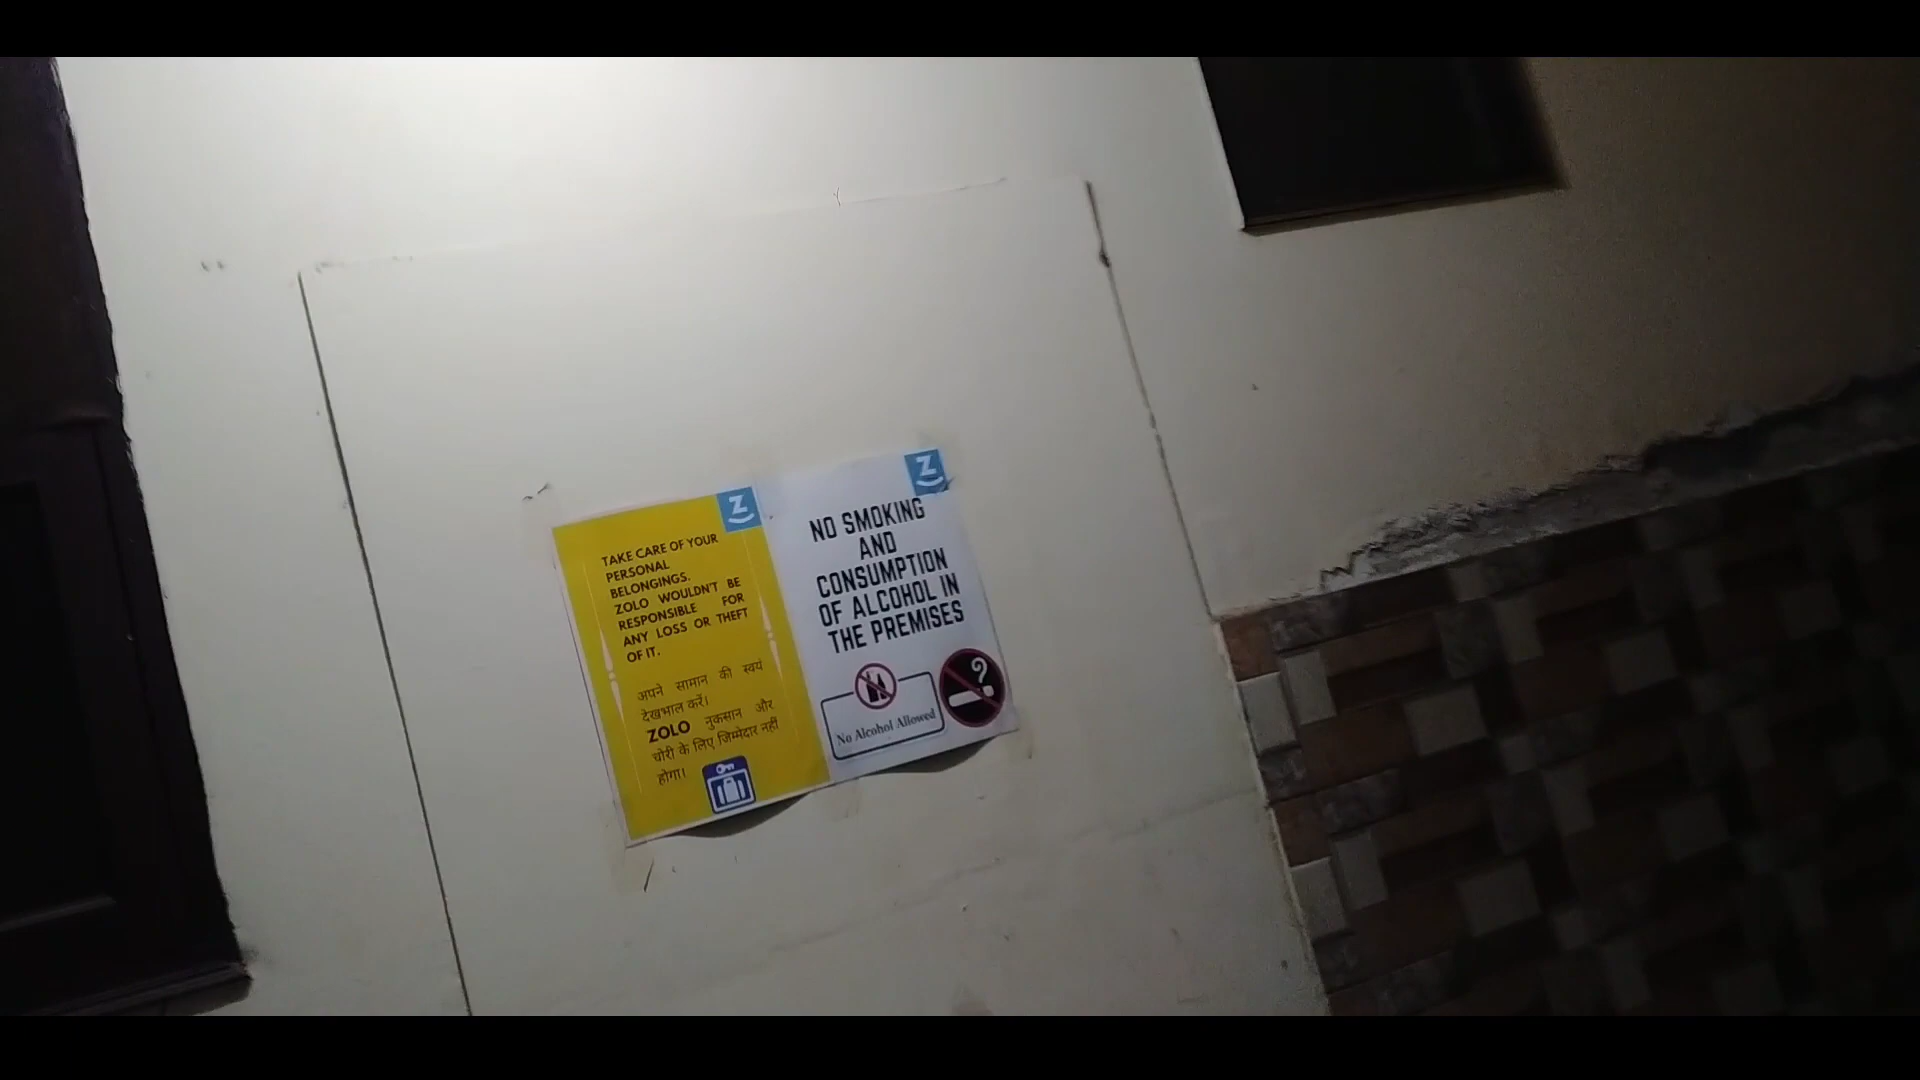 Z
TAKE CARE OF YOUR
PERSONAL
BELONGINGS.
ZOLO WOULDN'T BE
RESPONSIBLE FOR
ANY LOSS OR THEFT
OF IT.
अपने सामान की स्वयं
देखभाल करें।
ZOLO नुकसान और
चोरी के लिए जिम्मेदार नहीं
होगा।
Z
NO SMOKING
AND
CONSUMPTION
OF ALCOHOL IN
THE PREMISES
No Alcohol Allowed